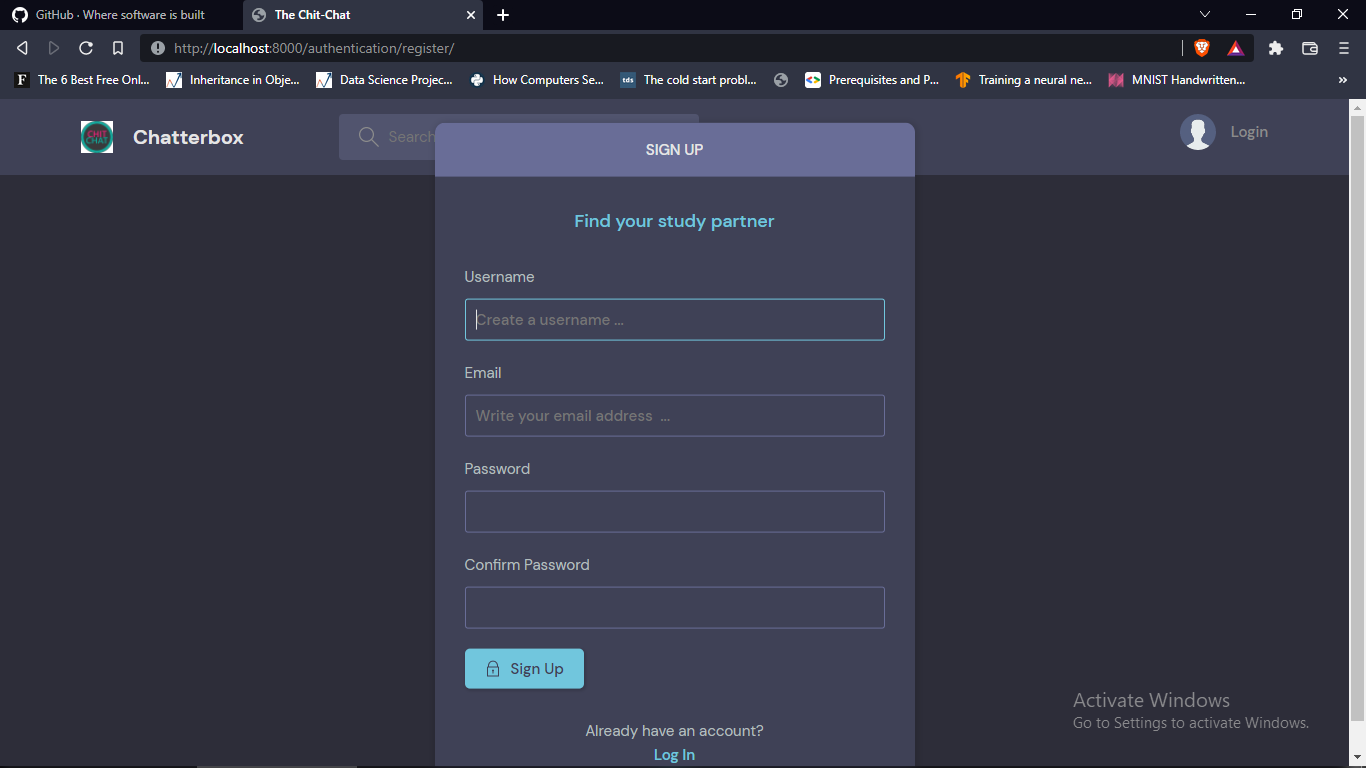 GitHub · Where software is built
The Chit-Chat
http://localhost:8000/authentication/register/
F The 6 Best Free Onl...
Inheritance in Obje...
Data Science Projec...
How Computers Se...
tds The cold start probl...
Prerequisites and P...
Training a neural ne...
MNIST Handwritten...
CHIT CHAT
Chatterbox
Search
Login
SIGN UP
Find your study partner
Username
Create a username ...
Email
Write your email address ...
Password
Confirm Password
Sign Up
Already have an account?
Log In
Activate Windows
Go to Settings to activate Windows.